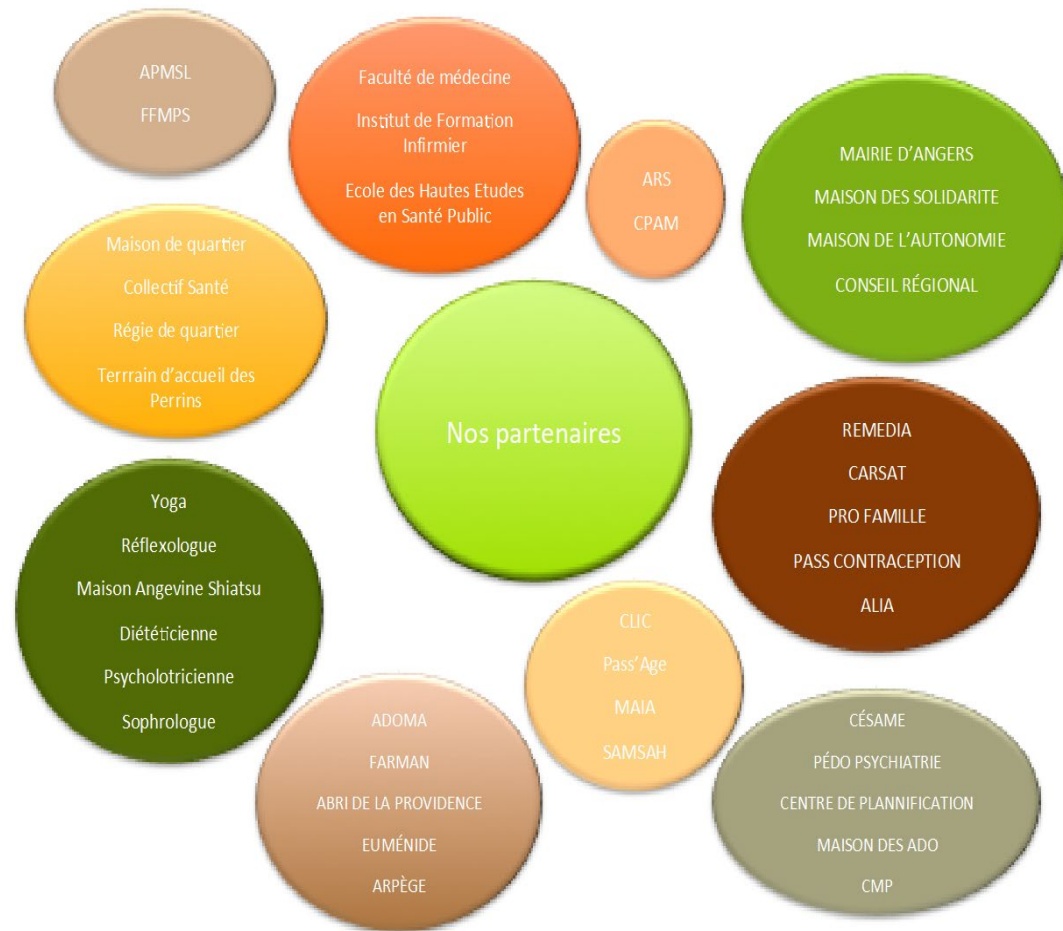 APMSL
FFMPS
Faculté de médecine
Institut de Formation
Infirmier
Ecole des Hautes Etudes
en Santé Public
ARS
CPAM
MAIRIE D'ANGERS
MAISON DES SOLIDARITE
MAISON DE L'AUTONOMIE
CONSEIL RÉGIONAL
Maison de quartier
Collectif Santé
Régie de quartier
Terrrain d'accueil des
Perrins
Nos partenaires
REMEDIA
CARSAT
PRO FAMILLE
PASS CONTRACEPTION
ALIA
Yoga
Réflexologue
Maison Angevine Shiatsu
Diététicienne
Psycholotricienne
Sophrologue
CLIC
Pass'Age
MAIA
SAMSAH
ADOMA
FARMAN
ABRI DE LA PROVIDENCE
EUMÉNIDE
ARPÈGE
CÉSAME
PÉDO PSYCHIATRIE
CENTRE DE PLANNIFICATION
MAISON DES ADO
CMP